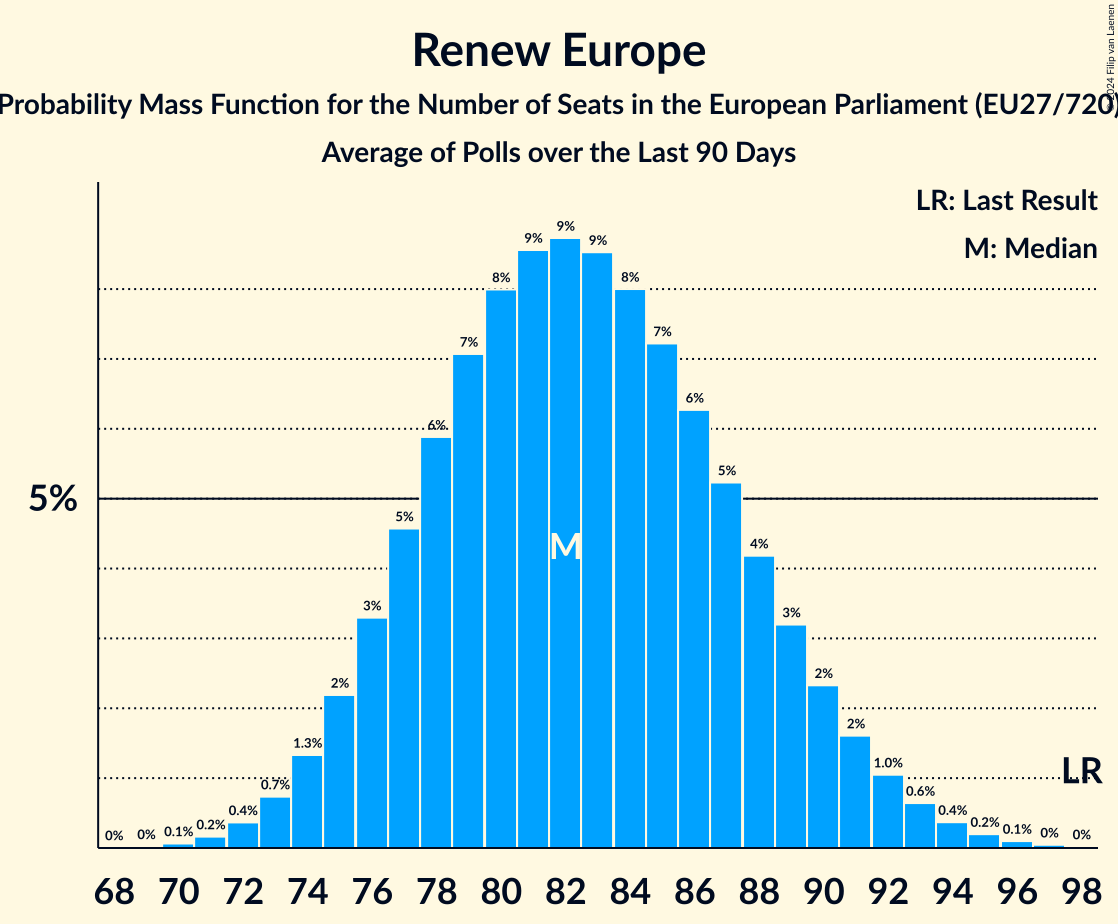 Renew Europe
Probability Mass Function for the Number of Seats in the European Parliament (EU27/720)
Average of Polls over the Last 90 Days
LR: Last Result
M: Median
5%
0% 0% 0.1% 0.2% 0.4% 0.7% 1.3% 2% 3% 5% 6% 7% 8% 9% 9% 9% 8% 7% 6% 5% 4% 3% 2% 2% 1.0% 0.6% 0.4% 0.2% 0.1% 0% 0%
M
LR
68 70 72 74 76 78 80 82 84 86 88 90 92 94 96 98
2024 Filip van Laenen